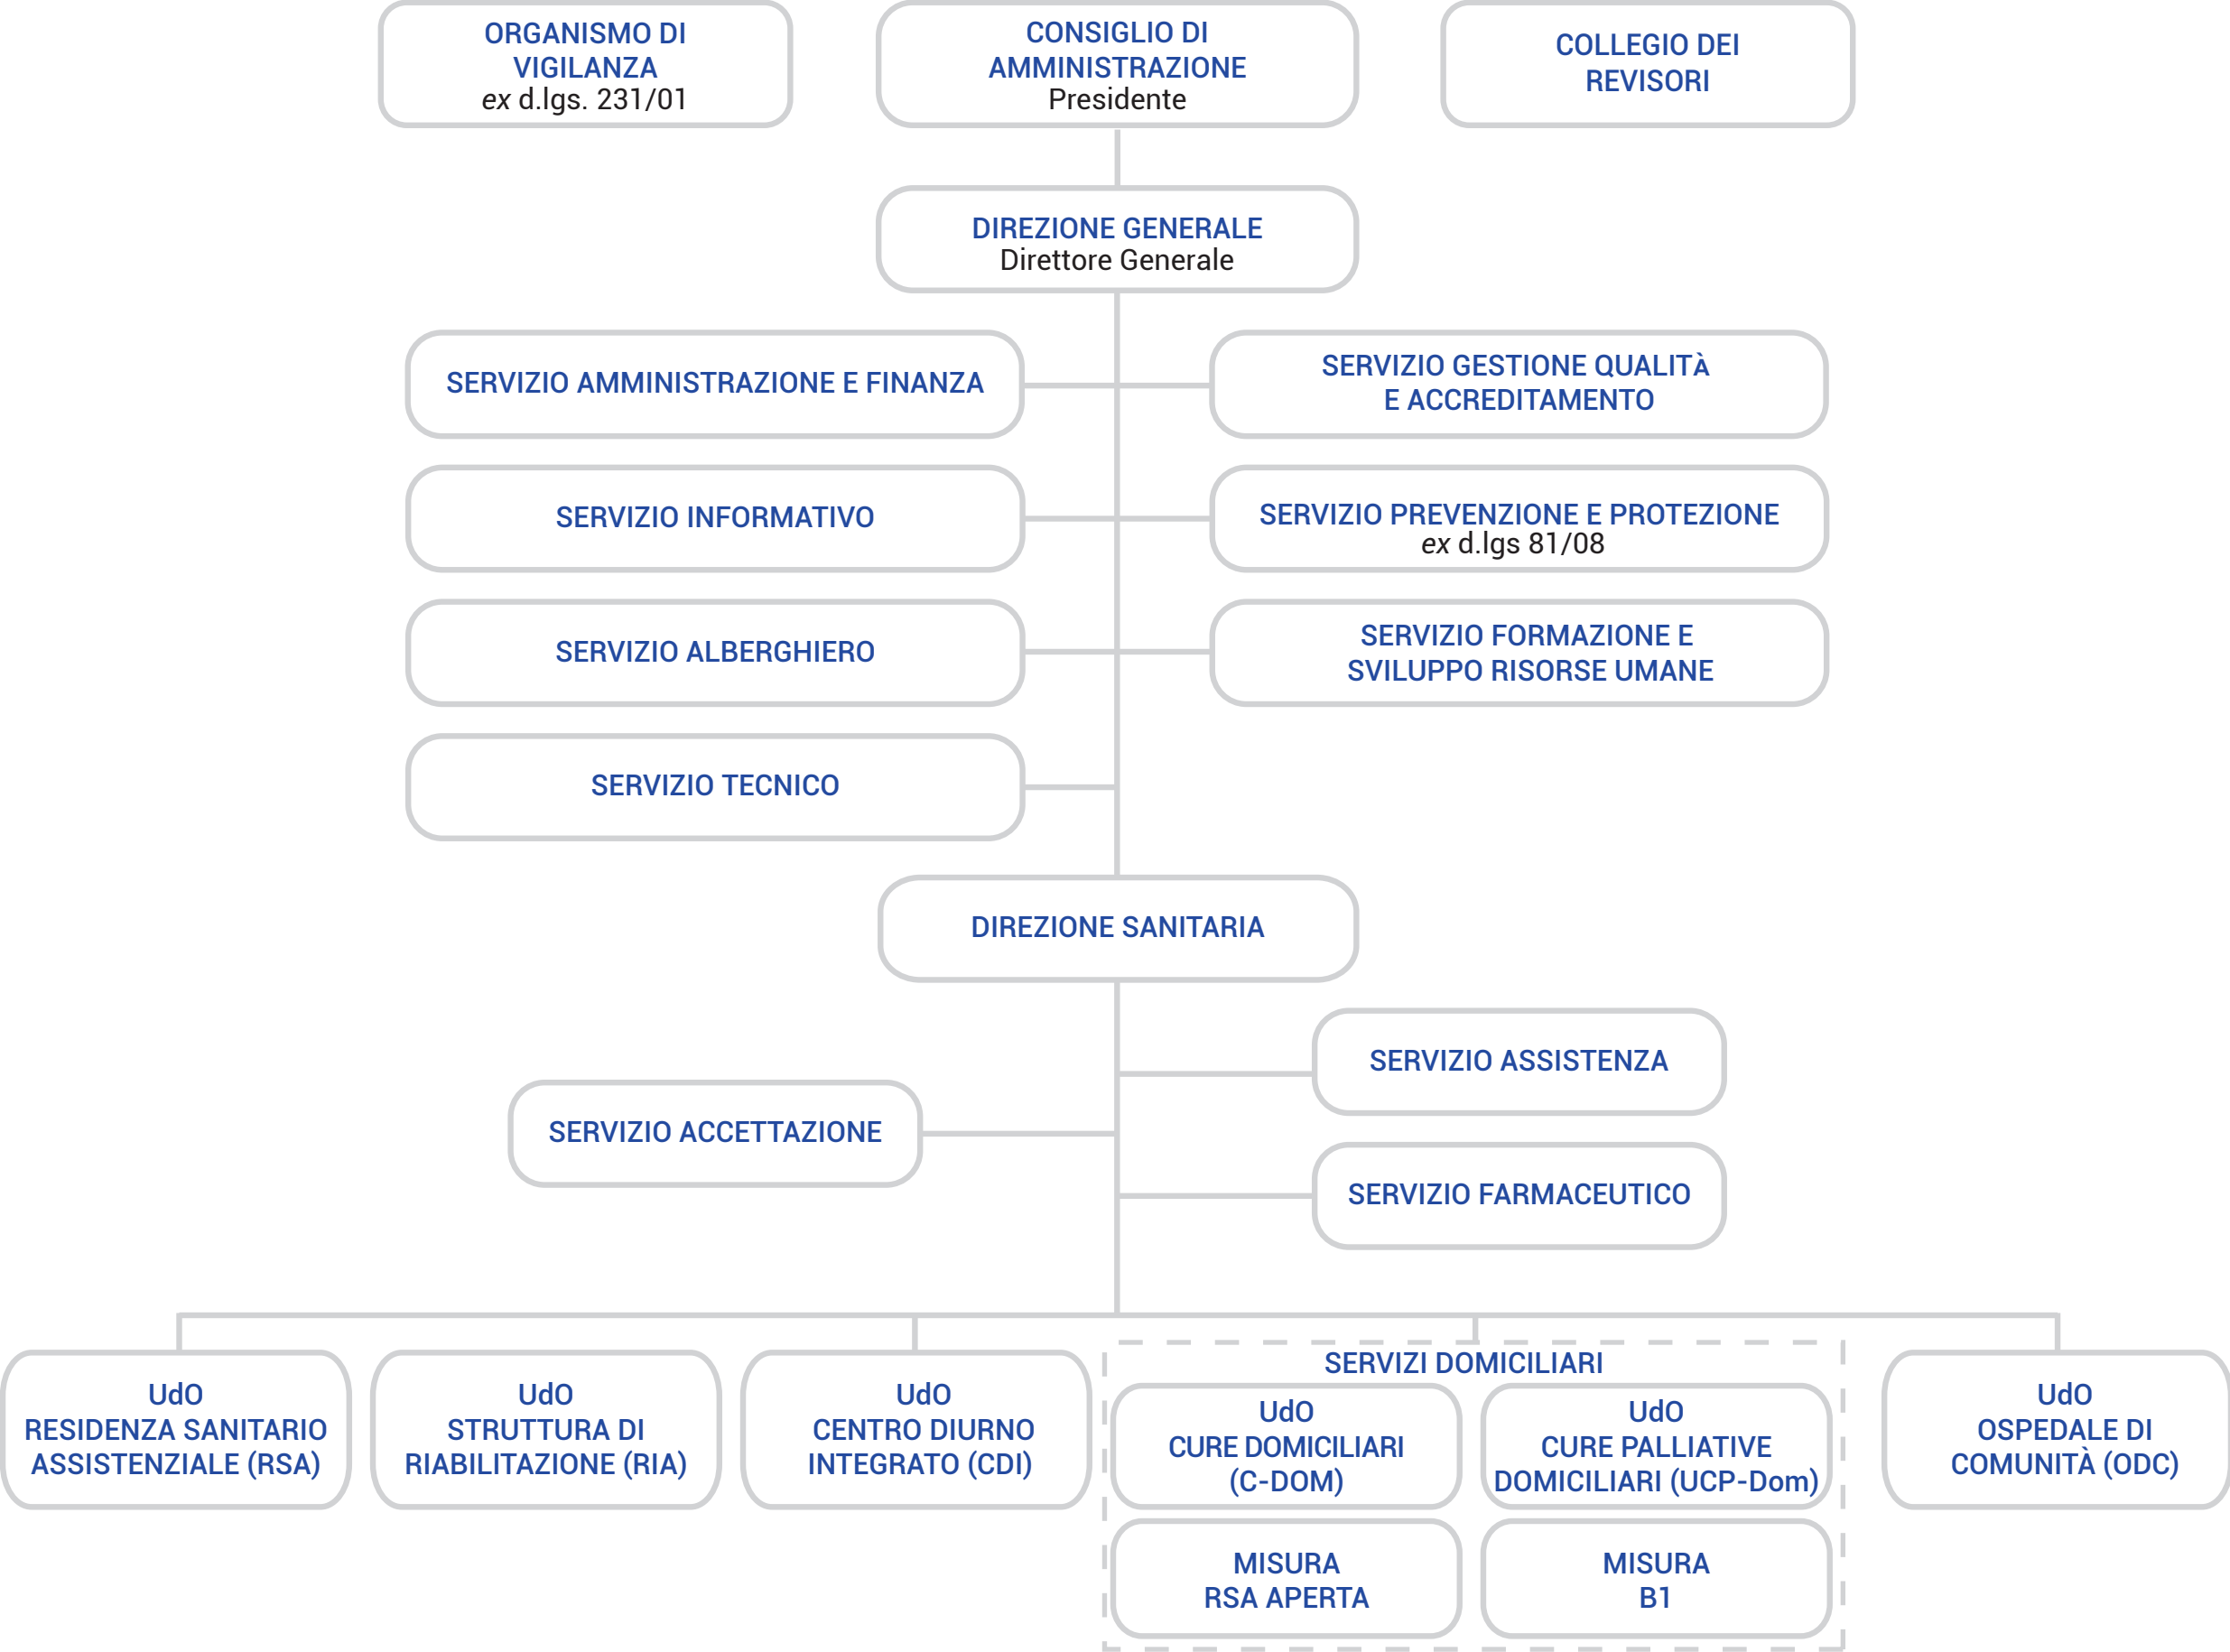 ORGANISMO DI
VIGILANZA
ex d.lgs. 231/01
CONSIGLIO DI
AMMINISTRAZIONE
Presidente
COLLEGIO DEI
REVISORI
DIREZIONE GENERALE
Direttore Generale
SERVIZIO AMMINISTRAZIONE E FINANZA
SERVIZIO GESTIONE QUALITÀ
E ACCREDITAMENTO
SERVIZIO INFORMATIVO
SERVIZIO PREVENZIONE E PROTEZIONE
ex d.lgs 81/08
SERVIZIO ALBERGHIERO
SERVIZIO FORMAZIONE E
SVILUPPO RISORSE UMANE
SERVIZIO TECNICO
DIREZIONE SANITARIA
SERVIZIO ASSISTENZA
SERVIZIO ACCETTAZIONE
SERVIZIO FARMACEUTICO
UdO
RESIDENZA SANITARIO
ASSISTENZIALE (RSA)
UdO
STRUTTURA DI
RIABILITAZIONE (RIA)
UdO
CENTRO DIURNO
INTEGRATO (CDI)
SERVIZI DOMICILIARI
UdO
CURE DOMICILIARI
(C-DOM)
UdO
CURE PALLIATIVE
DOMICILIARI (UCP-Dom)
MISURA
RSA APERTA
MISURA
B1
UdO
OSPEDALE DI
COMUNITÀ (ODC)